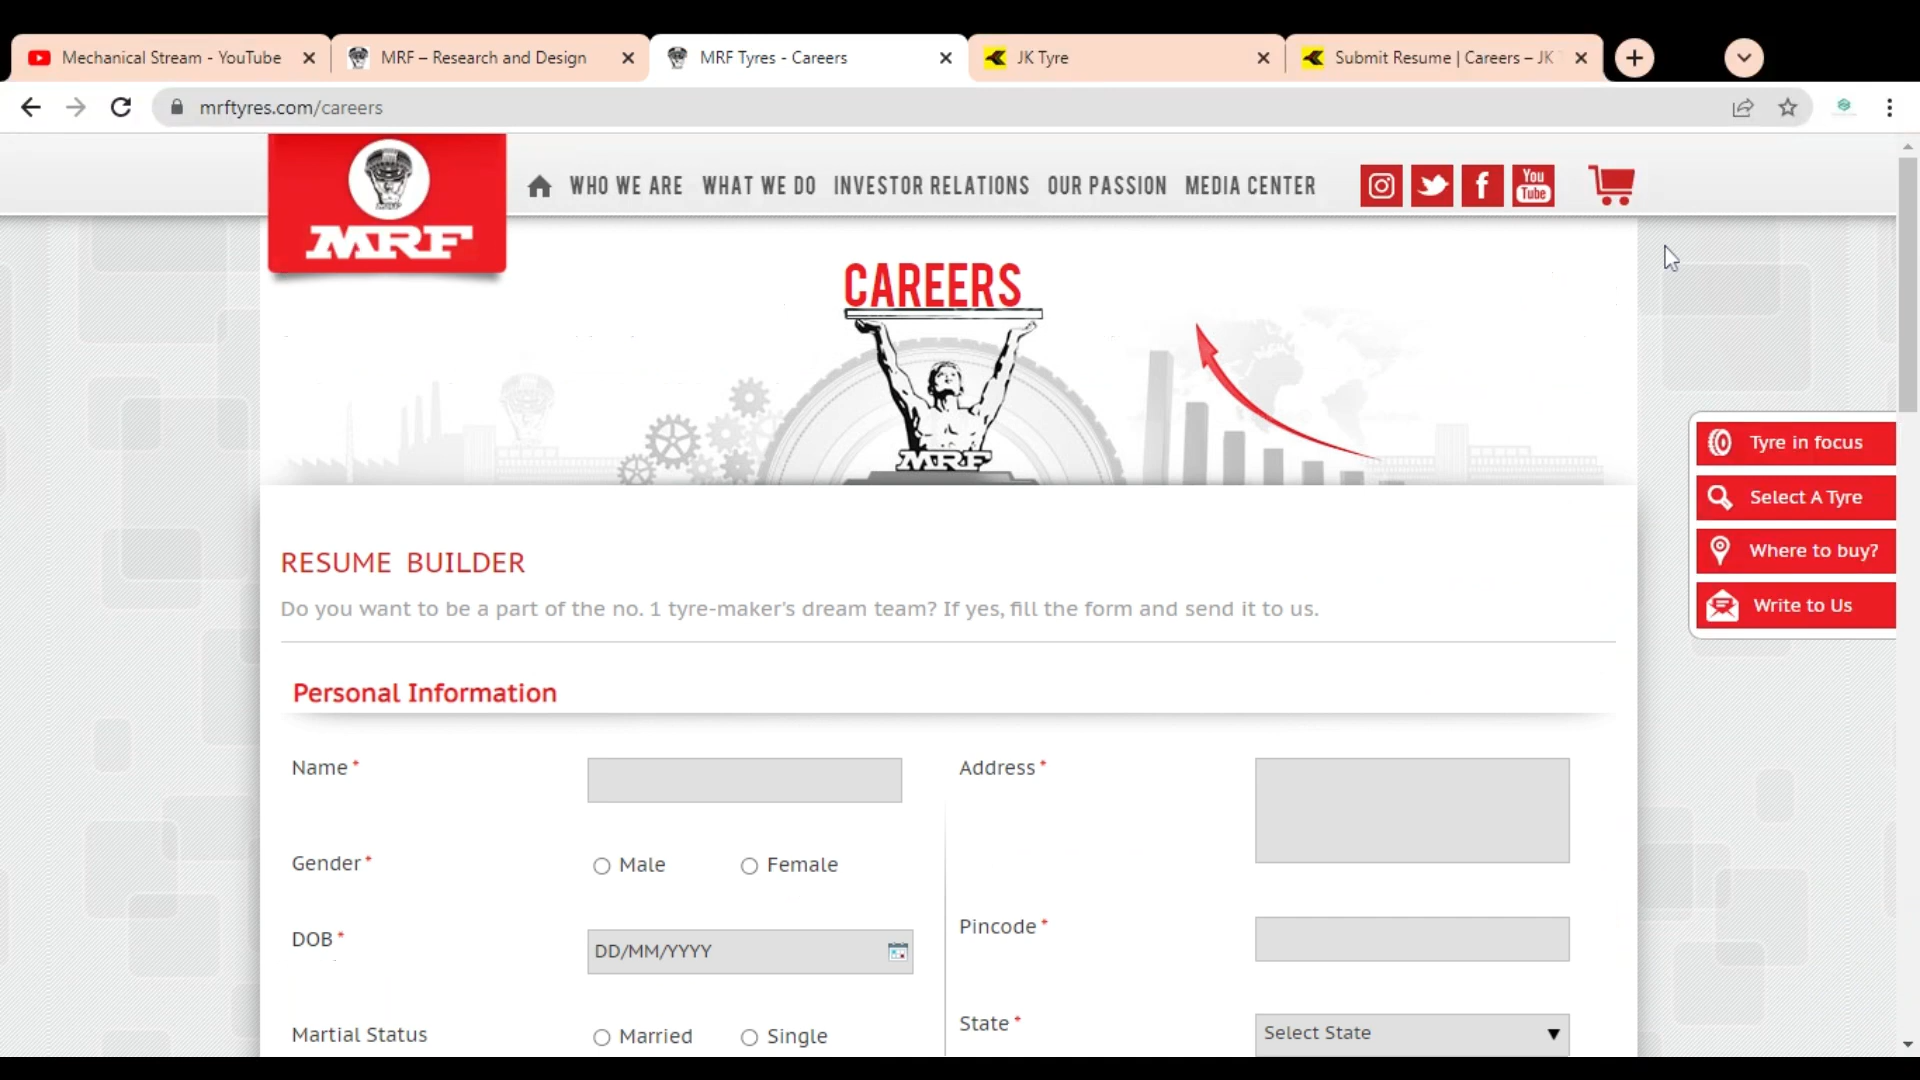 Mechanical Stream - YouTube
MRF – Research and Design
MRF Tyres - Careers
JK Tyre
Submit Resume | Careers – JK
mrftyres.com/careers
MRF
WHO WE ARE
WHAT WE DO
INVESTOR RELATIONS
OUR PASSION
MEDIA CENTER
You
Tube
CAREERS
MRF
Tyre in focus
Select A Tyre
Where to buy?
Write to Us
RESUME BUILDER
Do you want to be a part of the no. 1 tyre-maker's dream team? If yes, fill the form and send it to us.
Personal Information
Name *
Address *
Gender *
Male
Female
Pincode *
DOB *
DD/MM/YYYY
State *
Select State
Martial Status
Married
Single